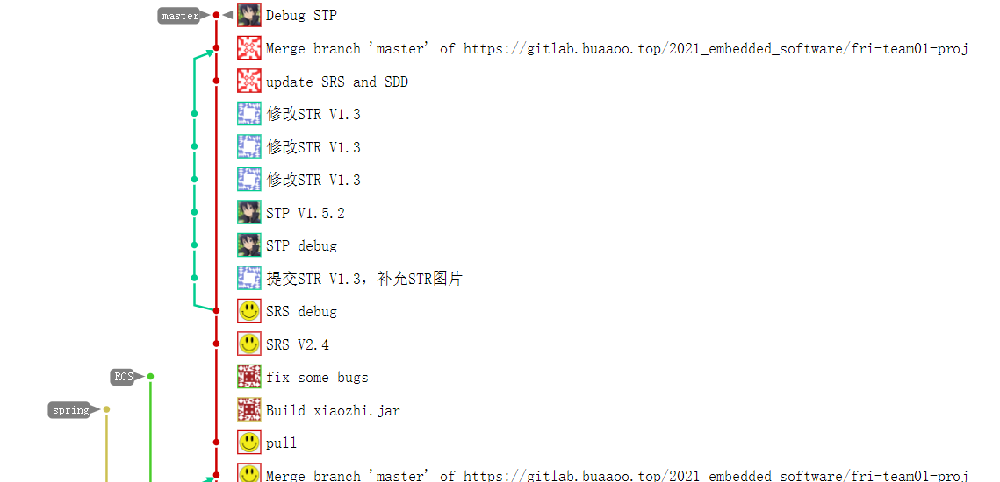 master
Debug STP
Merge branch 'master' of https://gitlab.buaaoo.top/2021_embedded_software/fri-team01-proj
update SRS and SDD
修改STR V1.3
修改STR V1.3
修改STR V1.3
STP V1.5.2
STP debug
提交STR V1.3，补充STR图片
SRS debug
SRS V2.4
ROS
fix some bugs
spring
Build xiaozhi.jar
pull
Merge branch 'master' of https://gitlab.buaaoo.top/2021_embedded_software/fri-team01-proj